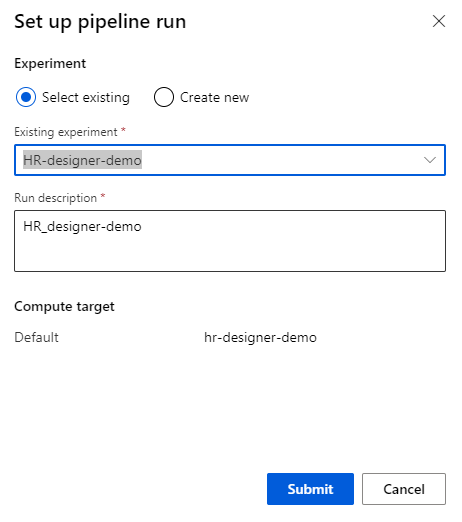 Set up pipeline run
Experiment
Select existing Create new
Existing experiment *
HR-designer-demo
Run description *
HR_designer-demo
Compute target
Default hr-designer-demo
Submit Cancel